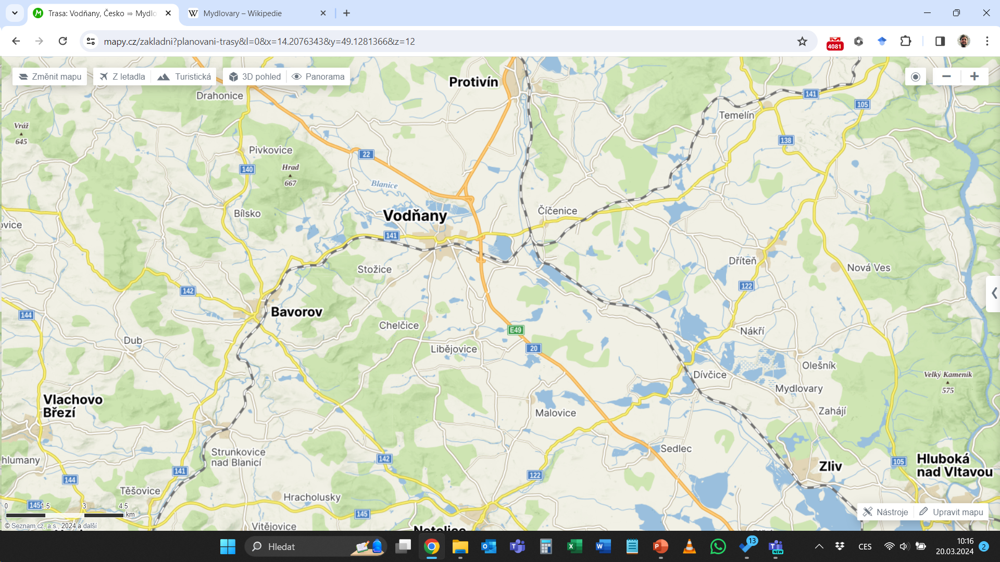 Trasa: Vodňany, Česko ⇒ Mydlo
Mydlovary – Wikipedie
mapy.cz/zakladni?planovani-trasy&l=0&x=14.2076343&y=49.1281366&z=12
4081
Změnit mapu
Z letadla
Turistická
3D pohled
Panorama
Protivín
Drahonice
141
105
Temelín
Vráž
645
138
Pivkovice
22
Hrad
667
140
Blanice
Bílsko
Vodňany
Číčenice
ovice
141
Dříteň
Nová Ves
Stožice
122
142
Bavorov
144
Chelčice
E49
Nákří
Dub
Libějovice
20
Olešník
Dívčice
Velký Kameník
575
Mydlovary
Vlachovo
Březí
Malovice
Zahájí
Strunkovice
nad Blanicí
Sedlec
hlumany
142
105
Hluboká
nad Vltavou
Zliv
141
122
144
Těšovice
Hracholusky
145
145
0 1.5 3 4.5
km
Vitějovice
Netolice
© Seznam.cz, a.s., 2024 a další
Nástroje
Upravit mapu
Hledat
13
NEW
CES
10:16
20.03.2024
2